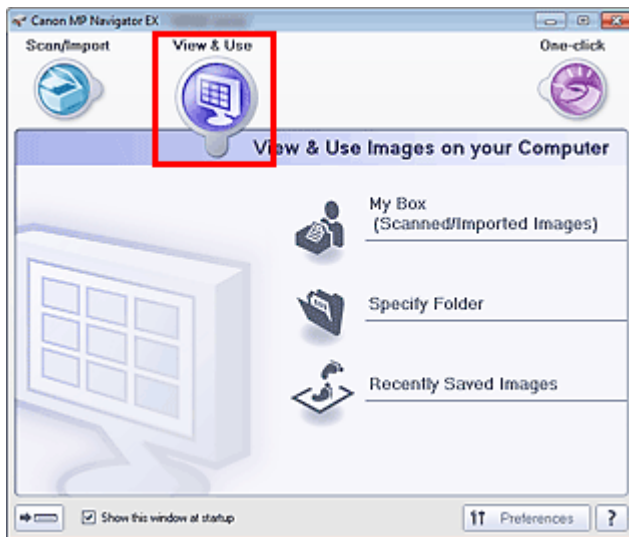 Canon MP Navigator EX
Scan/Import
View & Use
One-click
View & Use Images on your Computer
My Box
(Scanned/Imported Images)
Specify Folder
Recently Saved Images
Show this window at startup
Preferences
?